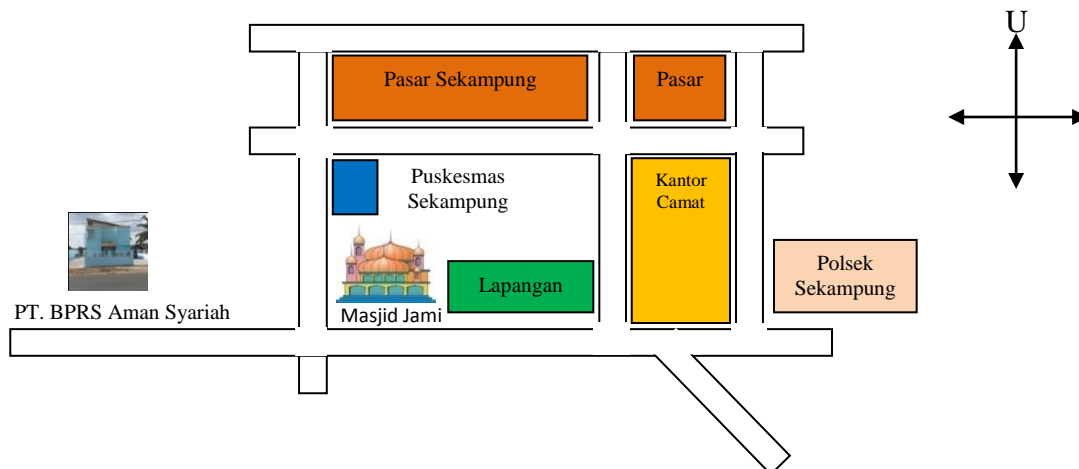 U
Pasar Sekampung
Pasar
Puskesmas
Sekampung
Kantor
Camat
Polsek
Sekampung
Lapangan
PT. BPRS Aman Syariah
Masjid Jami